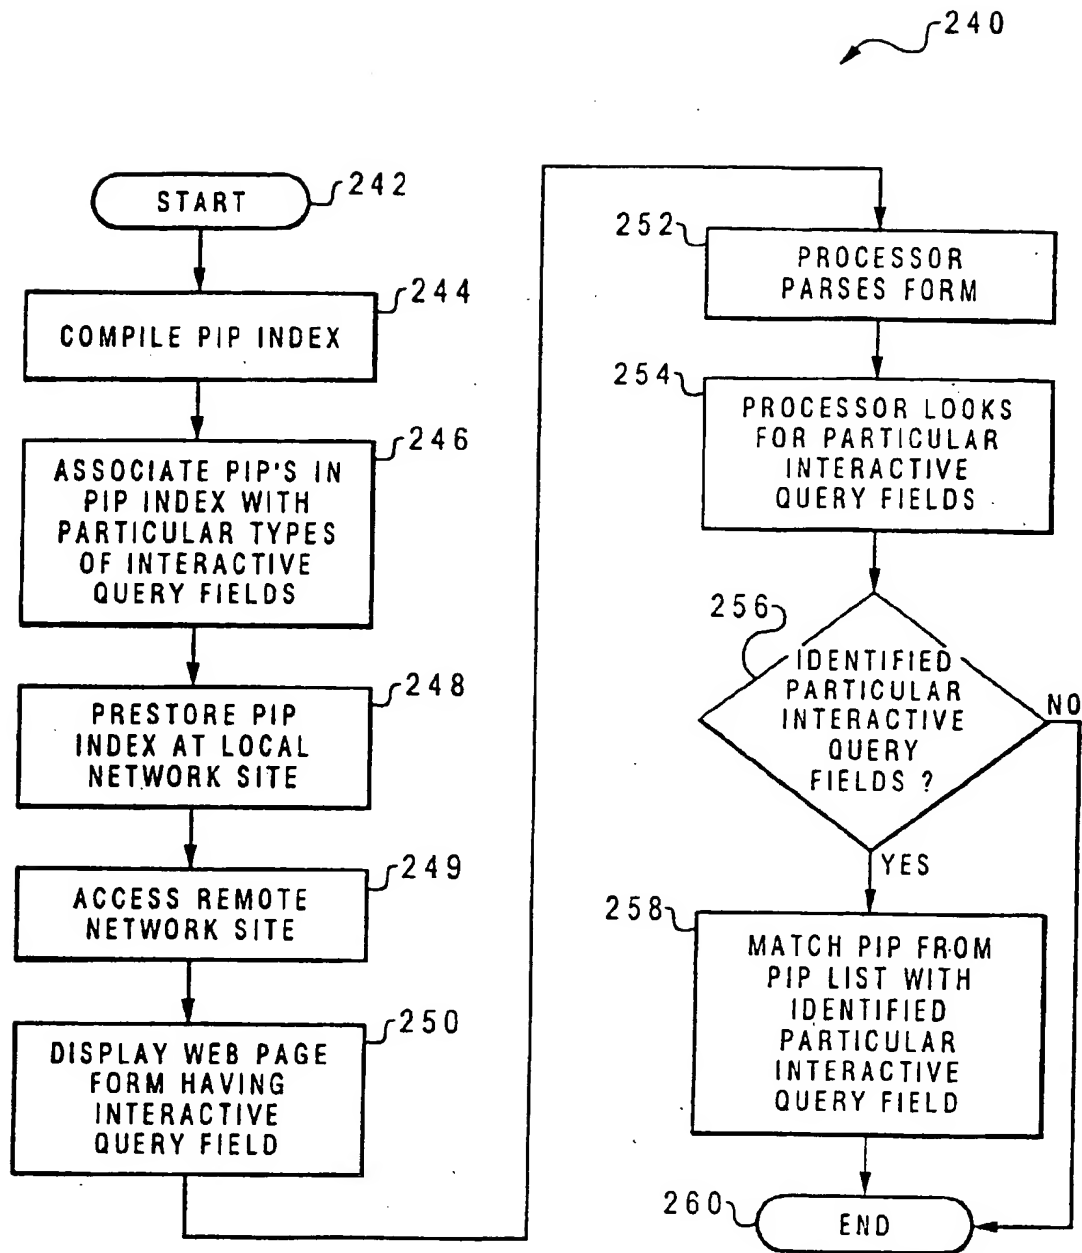 240
START
242
244
COMPILE PIP INDEX
246
ASSOCIATE PIP'S IN
PIP INDEX WITH
PARTICULAR TYPES
OF INTERACTIVE
QUERY FIELDS
248
PRESTORE PIP
INDEX AT LOCAL
NETWORK SITE
249
ACCESS REMOTE
NETWORK SITE
250
DISPLAY WEB PAGE
FORM HAVING
INTERACTIVE
QUERY FIELD
252
PROCESSOR
PARSES FORM
254
PROCESSOR LOOKS
FOR PARTICULAR
INTERACTIVE
QUERY FIELDS
256
IDENTIFIED
PARTICULAR
INTERACTIVE
QUERY
FIELDS ?
NO
YES
258
MATCH PIP FROM
PIP LIST WITH
IDENTIFIED
PARTICULAR
INTERACTIVE
QUERY FIELD
260
END